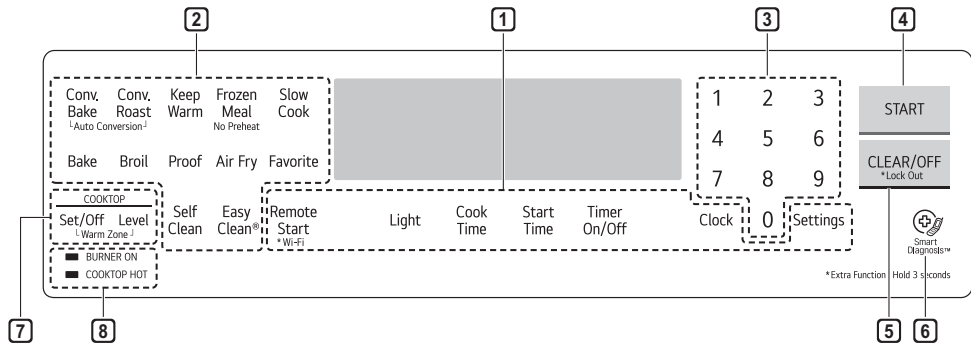 2 1 3 4
Conv. Bake
Conv. Roast
Auto Conversion
Keep Warm
Frozen Meal
No Preheat
Slow Cook
Bake
Broil
Proof
Air Fry
Favorite
COOKTOP
Set/Off
Level
Warm Zone
Self Clean
Easy Clean®
Remote Start
*Wi-Fi
Light
Cook Time
Start Time
Timer On/Off
1 2 3
4 5 6
7 8 9
Clock
0
Settings
START
CLEAR/OFF
*Lock Out
Smart Diagnosis™
BURNER ON
COOKTOP HOT
*Extra Function : Hold 3 seconds
7 8 5 6